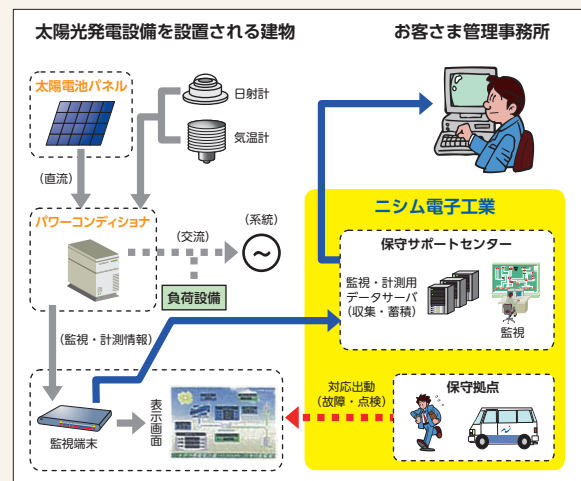 太陽光発電設備を設置される建物
お客さま管理事務所
太陽電池パネル
日射計
気温計
(直流)
パワーコンディショナ
(交流)
(系統)
～
負荷設備
(監視・計測情報)
監視端末
表示画面
ニシム電子工業
保守サポートセンター
監視・計測用
データサーバ
(収集・蓄積)
監視
対応出動
(故障・点検)
保守拠点